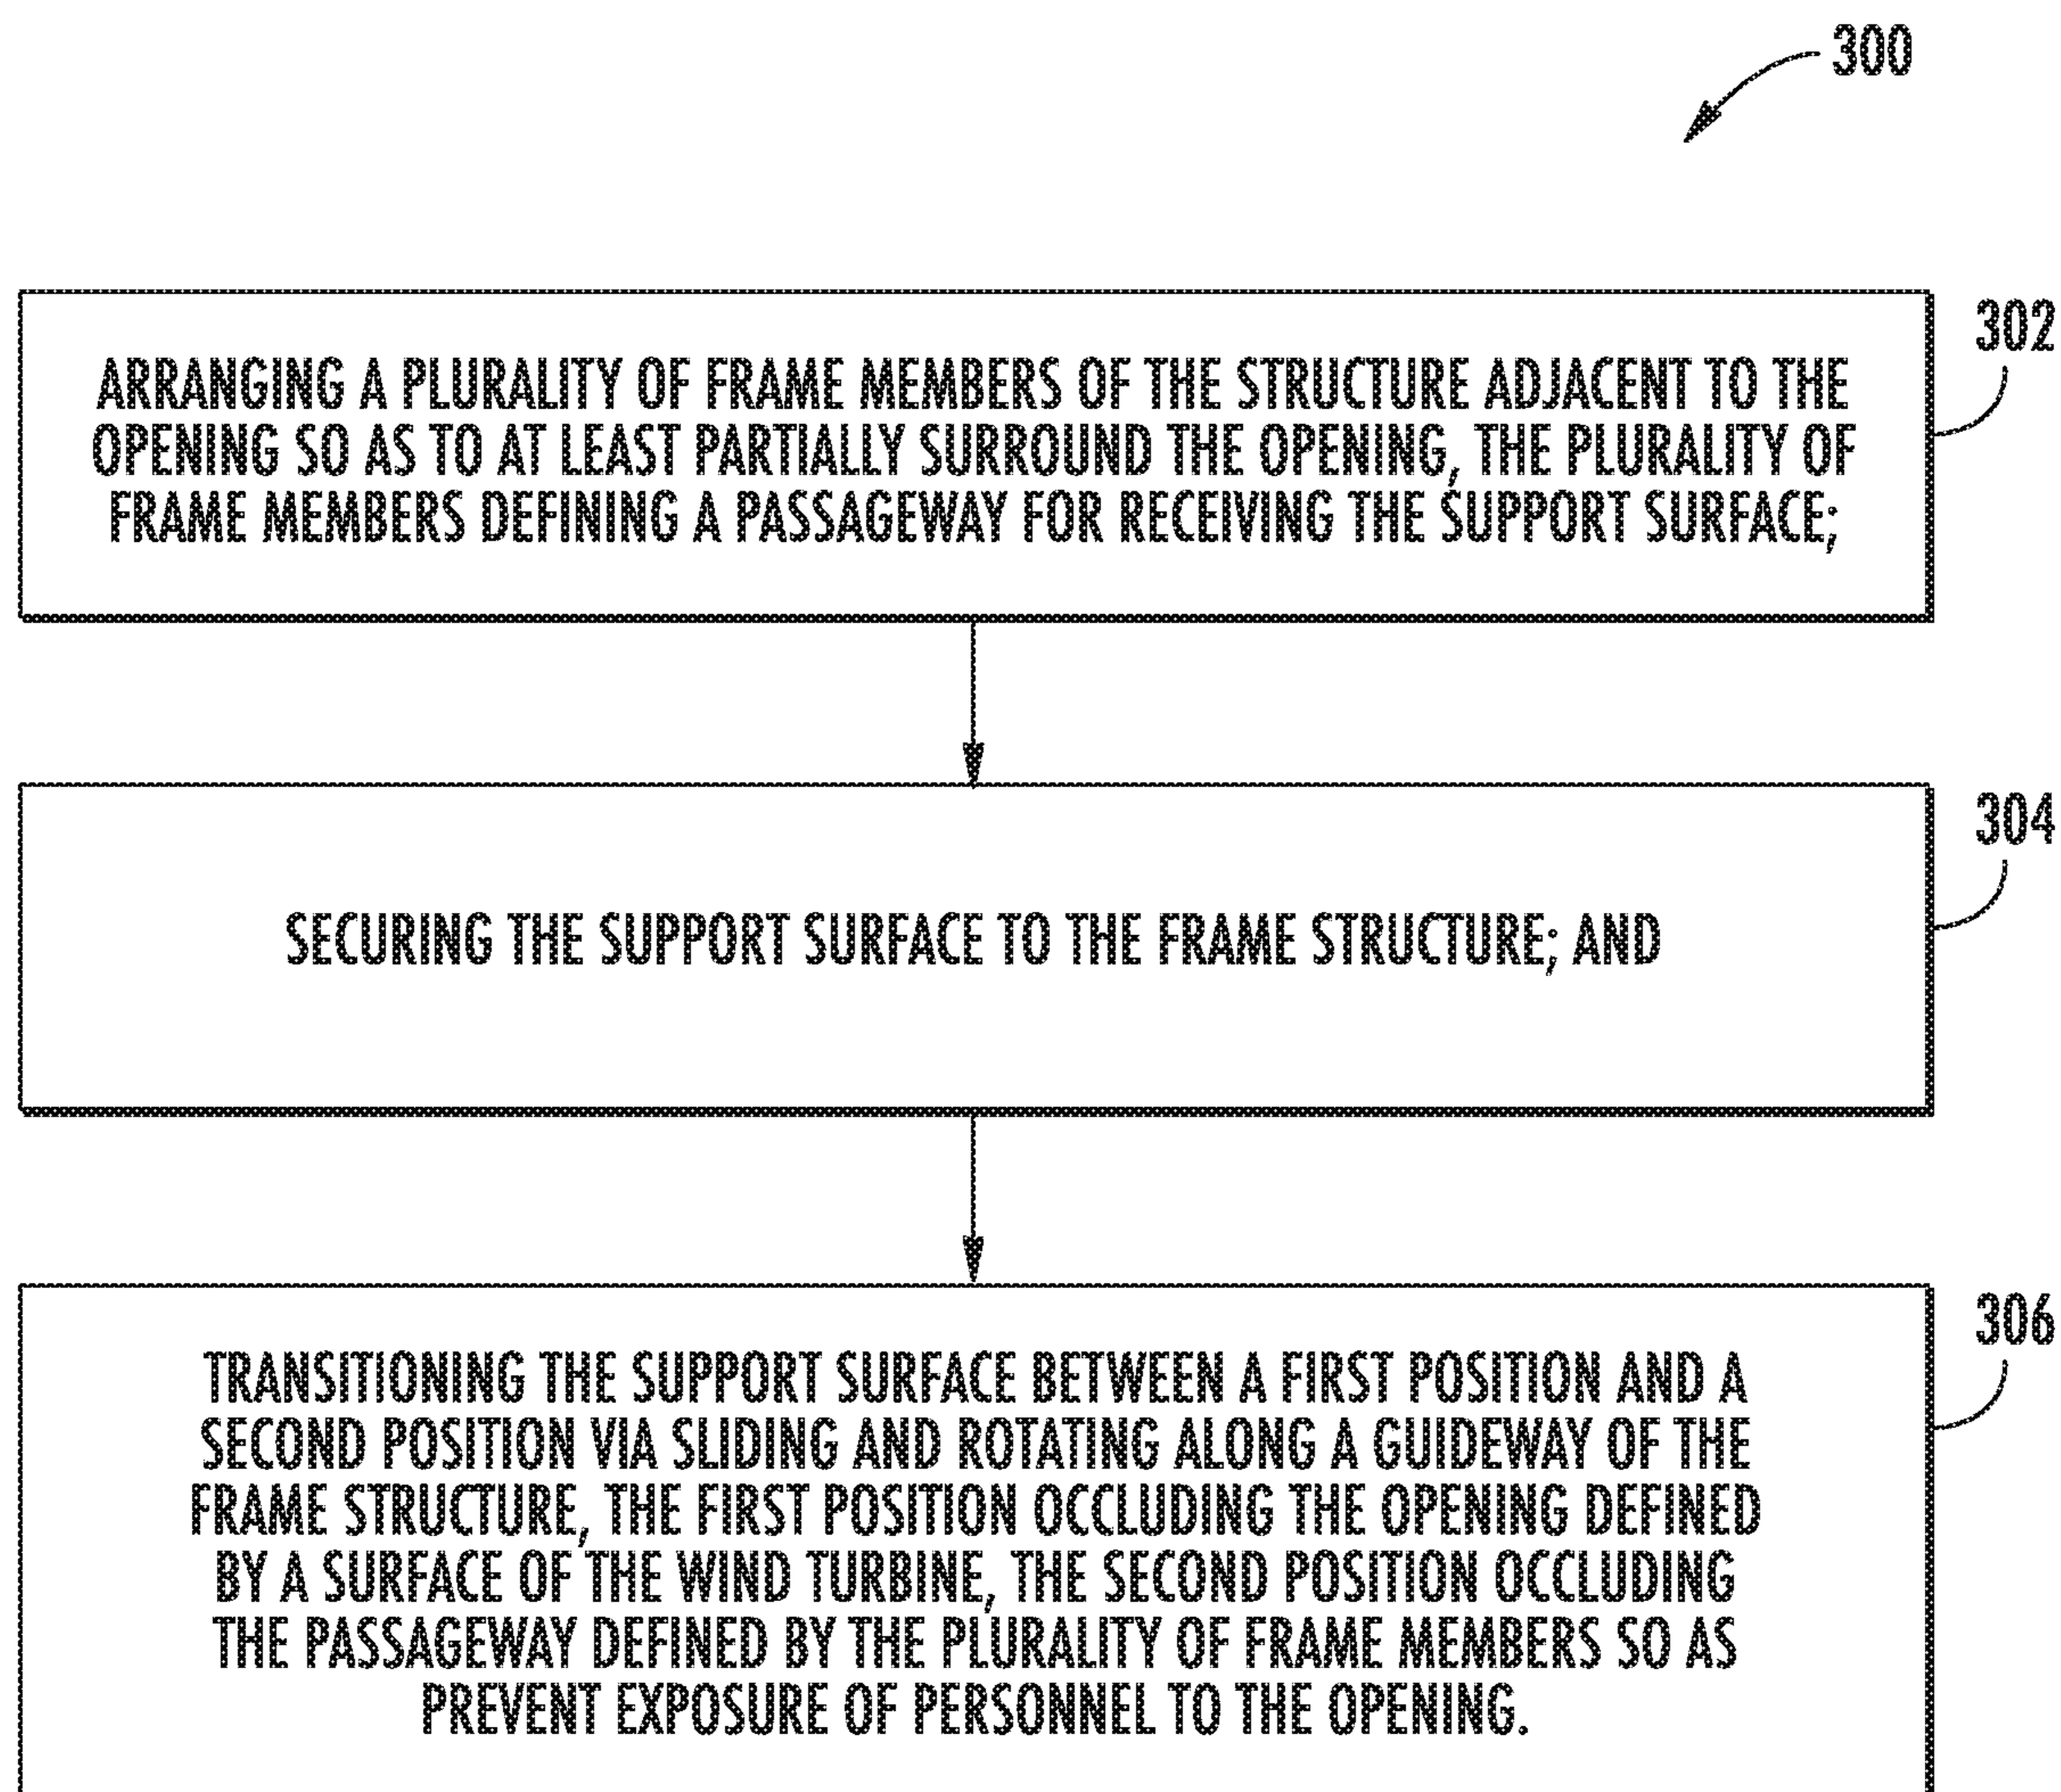 300
302
ARRANGING A PLURALITY OF FRAME MEMBERS OF THE STRUCTURE ADJACENT TO THE
OPENING SO AS TO AT LEAST PARTIALLY SURROUND THE OPENING, THE PLURALITY OF
FRAME MEMBERS DEFINING A PASSAGEWAY FOR RECEIVING THE SUPPORT SURFACE;
304
SECURING THE SUPPORT SURFACE TO THE FRAME STRUCTURE; AND
306
TRANSITIONING THE SUPPORT SURFACE BETWEEN A FIRST POSITION AND A
SECOND POSITION VIA SLIDING AND ROTATING ALONG A GUIDEWAY OF THE
FRAME STRUCTURE, THE FIRST POSITION OCCLUDING THE OPENING DEFINED
BY A SURFACE OF THE WIND TURBINE, THE SECOND POSITION OCCLUDING
THE PASSAGEWAY DEFINED BY THE PLURALITY OF FRAME MEMBERS SO AS
PREVENT EXPOSURE OF PERSONNEL TO THE OPENING.